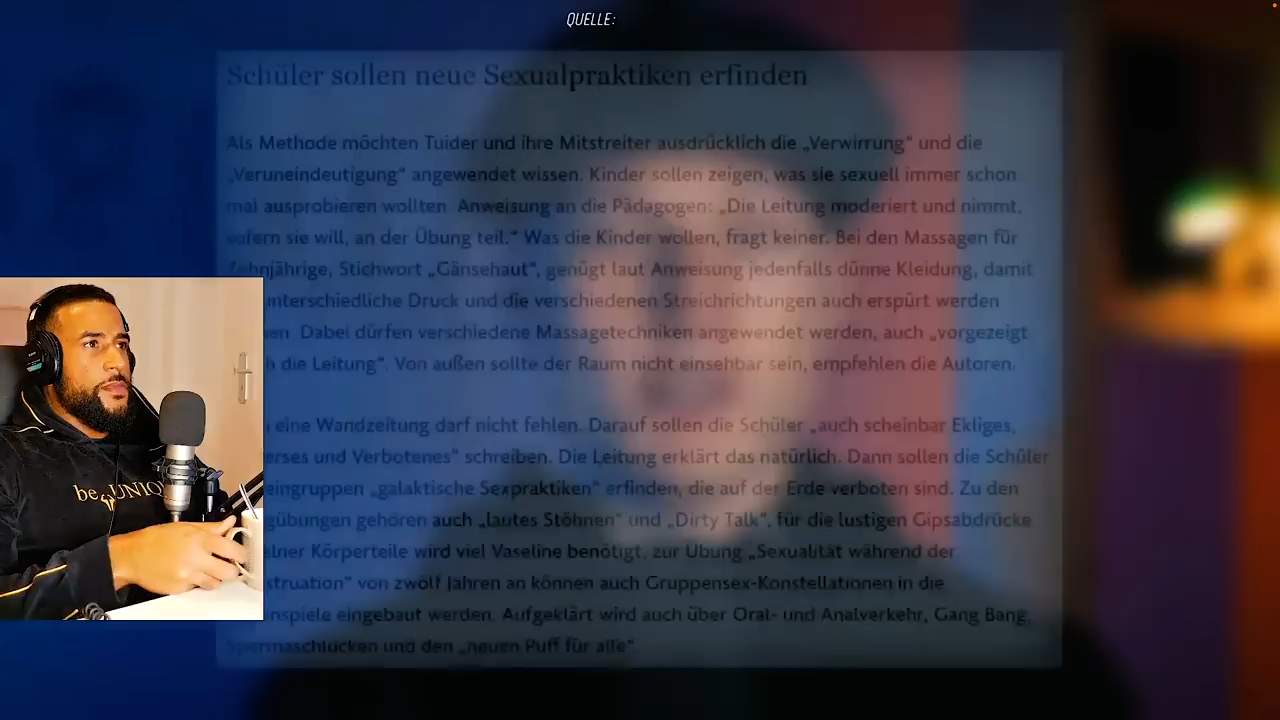 QUELLE:
Schüler sollen neue Sexualpraktiken erfinden
Als Methode möchten Tuider und ihre Mitstreiter ausdrücklich die „Verwirrung“ und die
„Veruneindeutigung“ angewendet wissen. Kinder sollen zeigen, was sie sexuell immer schon
mal ausprobieren wollten. Anweisung an die Pädagogen: „Die Leitung moderiert und nimmt,
sofern sie will, an der Übung teil.“ Was die Kinder wollen, fragt keiner. Bei den Massagen für
Zehnjährige, Stichwort „Gänsehaut“, genügt laut Anweisung jedenfalls dünne Kleidung, damit
unterschiedliche Druck und die verschiedenen Streichrichtungen auch erspürt werden
Dabei dürfen verschiedene Massagetechniken angewendet werden, auch „vorgezeigt
die Leitung“. Von außen sollte der Raum nicht einsehbar sein, empfehlen die Autoren.
eine Wandzeitung darf nicht fehlen. Darauf sollen die Schüler „auch scheinbar Ekliges,
und Verbotenes“ schreiben. Die Leitung erklärt das natürlich. Dann sollen die Schüler
„galaktische Sexpraktiken“ erfinden, die auf der Erde verboten sind. Zu den
gehören auch „lautes Stöhnen“ und „Dirty Talk“, für die lustigen Gipsabdrücke
Körperteile wird viel Vaseline benötigt, zur Übung „Sexualität während der
von zwölf Jahren an können auch Gruppensex-Konstellationen in die
eingebaut werden. Aufgeklärt wird auch über Oral- und Analverkehr, Gang Bang,
Spermaschlucken und den „neuen Puff für alle“
be UNIQ